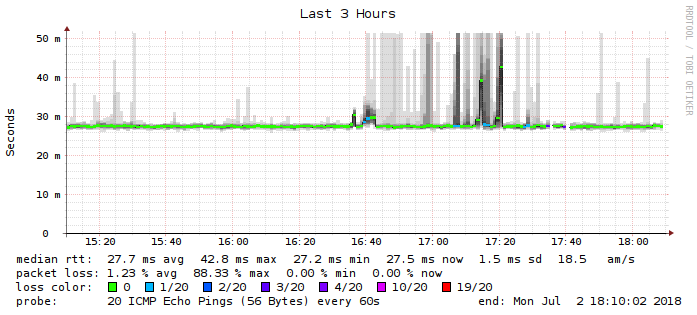 Last 3 Hours
RRDTOOL / TOBI OETIKER
Seconds
50 m
40 m
30 m
20 m
10 m
0
15:20 15:40 16:00 16:20 16:40 17:00 17:20 17:40 18:00
median rtt: 27.7 ms avg 42.8 ms max 27.2 ms min 27.5 ms now 1.5 ms sd 18.5 am/s
packet loss: 1.23 % avg 88.33 % max 0.00 % min 0.00 % now
loss color: 0 1/20 2/20 3/20 4/20 10/20 19/20
probe: 20 ICMP Echo Pings (56 Bytes) every 60s end: Mon Jul 2 18:10:02 2018